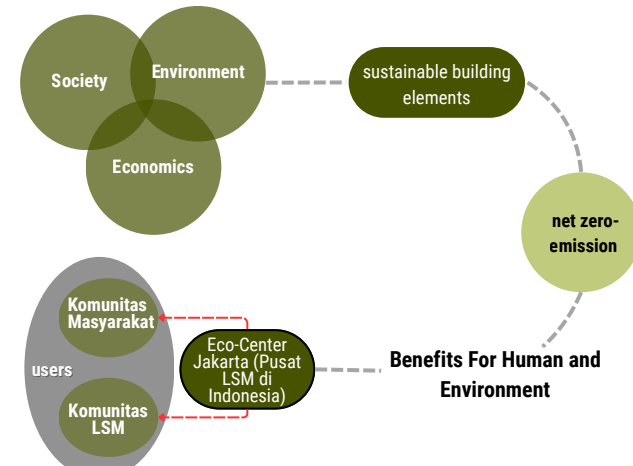 Society
Environment
Economics
sustainable building
elements
net zero-
emission
Benefits For Human and
Environment
Eco-Center
Jakarta (Pusat
LSM di
Indonesia)
users
Komunitas
Masyarakat
Komunitas
LSM